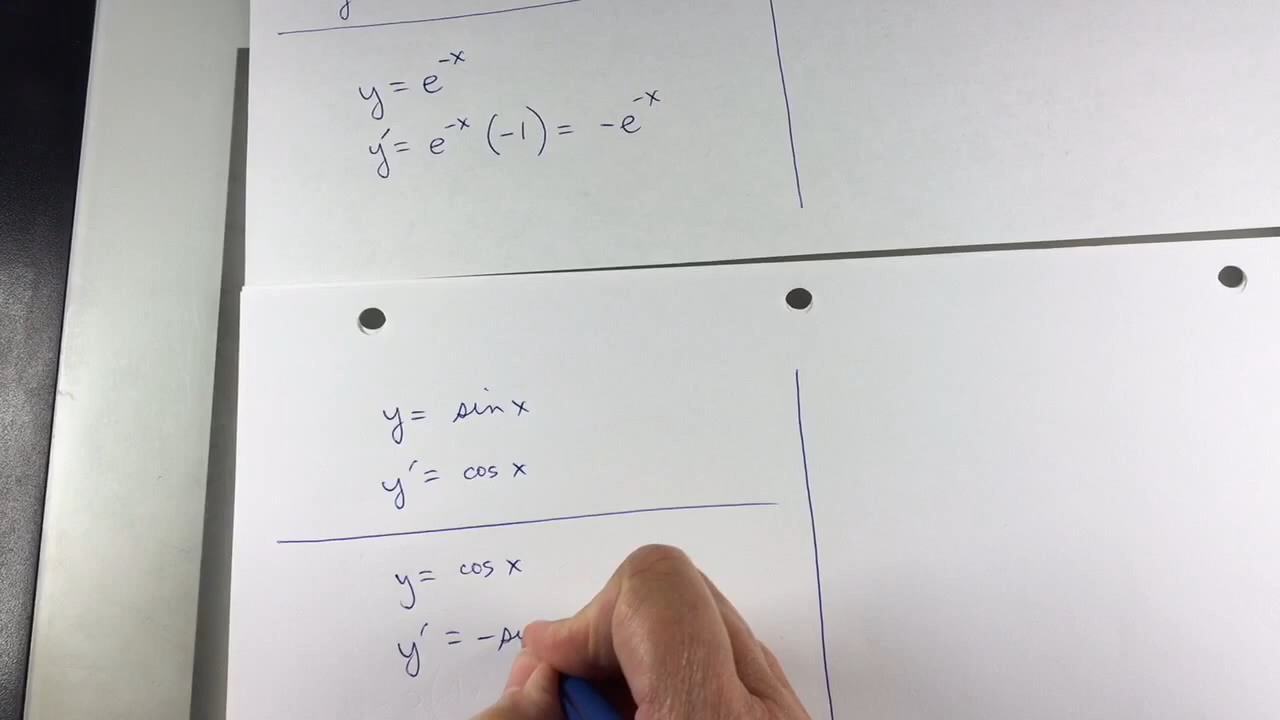 y = e^{-x}
y' = e^{-x} (-1) = -e^{-x}
y = sin x
y' = cos x
y = cos x
y' = -